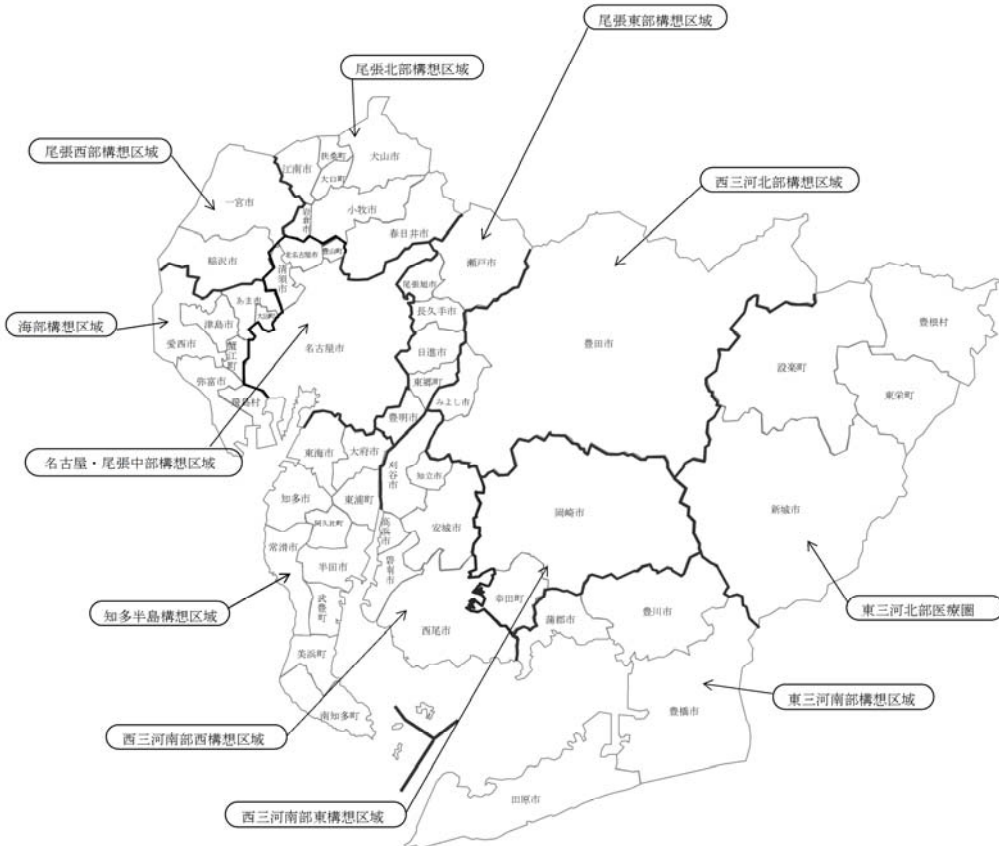 尾張東部構想区域
尾張北部構想区域
尾張西部構想区域
西三河北部構想区域
海部構想区域
名古屋・尾張中部構想区域
知多半島構想区域
東三河北部医療圏
東三河南部構想区域
西三河南部西構想区域
西三河南部東構想区域
犬山市
扶桑町
江南市
大口町
小牧市
岩倉市
一宮市
春日井市
稲沢市
北名古屋市
豊山町
清須市
瀬戸市
尾張旭市
長久手市
日進市
東郷町
みよし市
豊明市
豊田市
あま市
大治町
津島市
愛西市
蟹江町
弥富市
飛島村
名古屋市
設楽町
豊根村
東栄町
新城市
東海市
大府市
知多市
東浦町
阿久比町
常滑市
半田市
武豊町
美浜町
南知多町
刈谷市
知立市
高浜市
碧南市
安城市
西尾市
岡崎市
幸田町
蒲郡市
豊川市
豊橋市
田原市